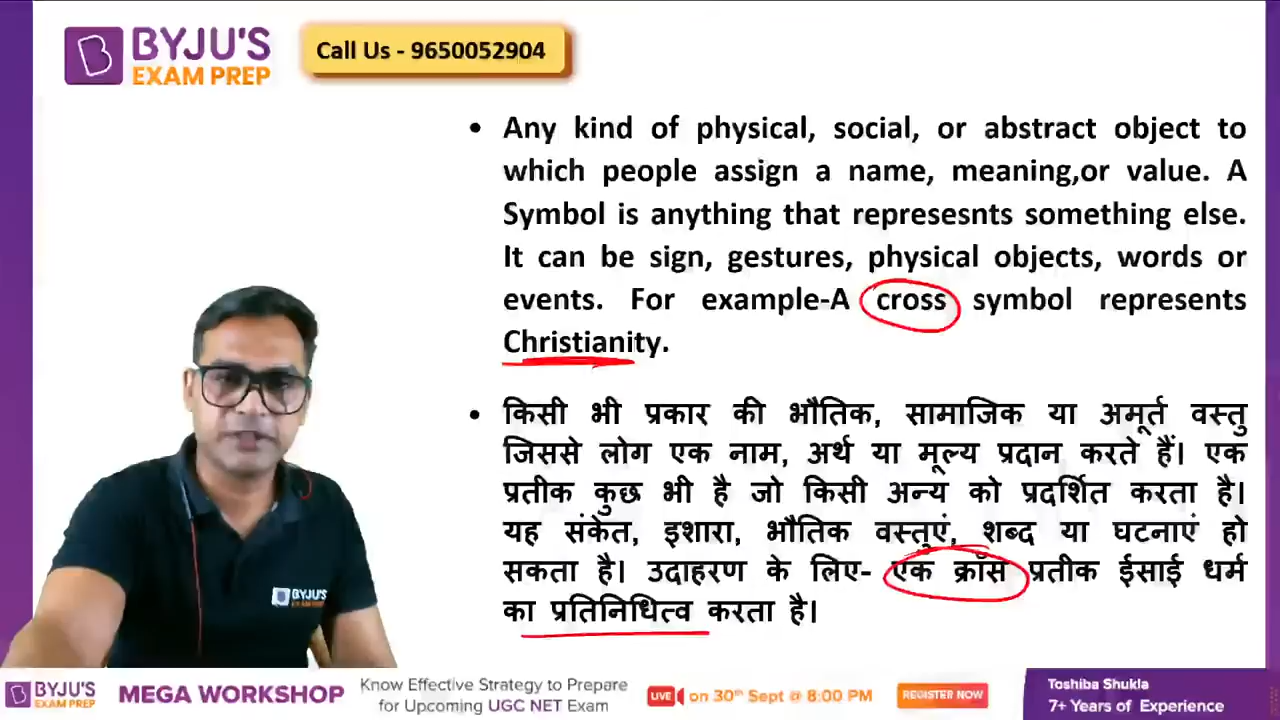 BYJU'S
EXAM PREP
Call Us - 9650052904
• Any kind of physical, social, or abstract object to
which people assign a name, meaning,or value. A
Symbol is anything that represesnts something else.
It can be sign, gestures, physical objects, words or
events. For example-A cross symbol represents
Christianity.
• किसी भी प्रकार की भौतिक, सामाजिक या अमूर्त वस्तु
जिससे लोग एक नाम, अर्थ या मूल्य प्रदान करते हैं। एक
प्रतीक कुछ भी है जो किसी अन्य को प्रदर्शित करता है।
यह संकेत, इशारा, भौतिक वस्तुएं, शब्द या घटनाएं हो
सकता है। उदाहरण के लिए- एक क्रॉस प्रतीक ईसाई धर्म
का प्रतिनिधित्व करता है।
BYJU'S
EXAM PREP
BYJU'S
EXAM PREP
MEGA WORKSHOP
Know Effective Strategy to Prepare
for Upcoming UGC NET Exam
LIVE on 30th Sept @ 8:00 PM
REGISTER NOW
Toshiba Shukla
7+ Years of Experience